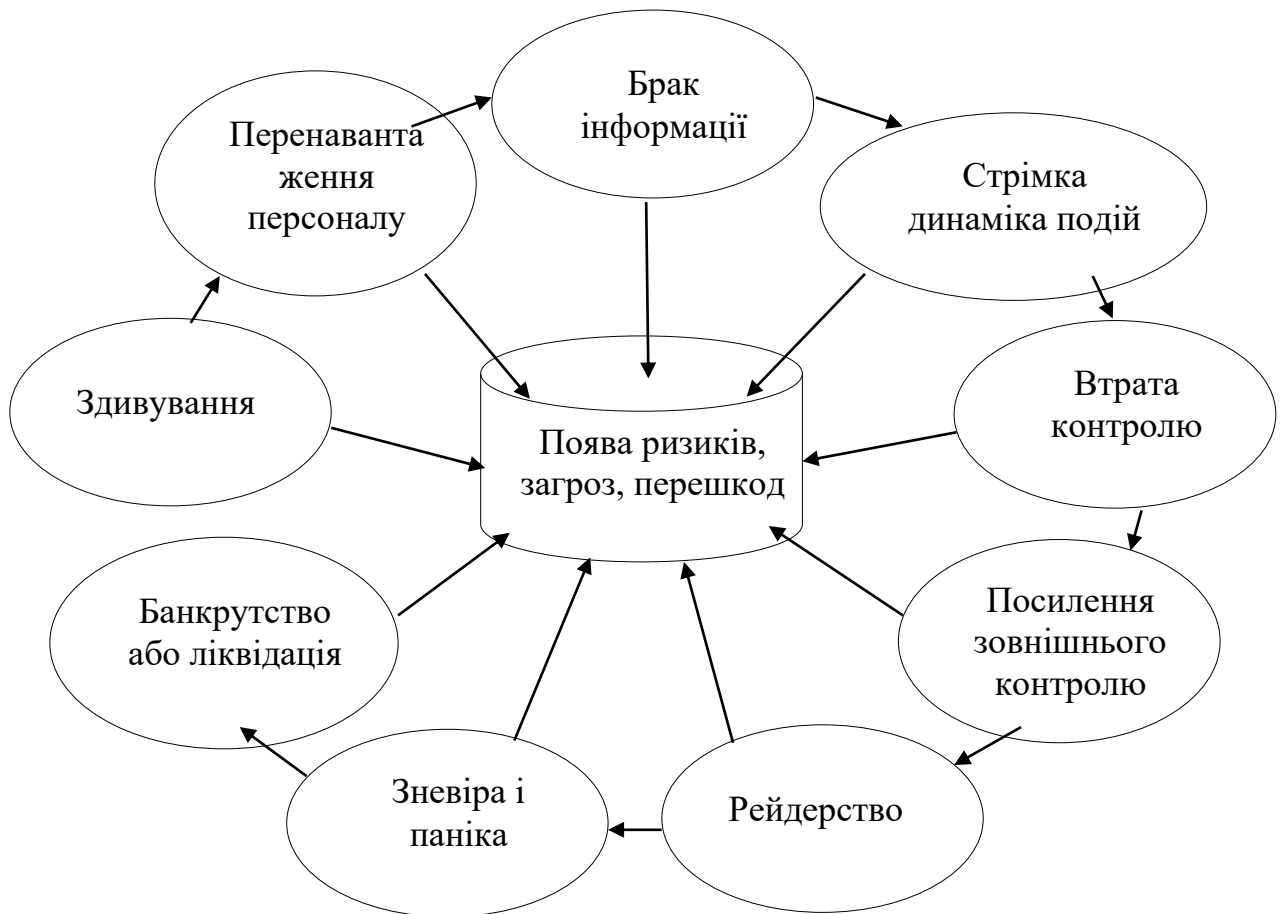 Брак
інформації
Перенаванта
ження
персоналу
Стрімка
динаміка подій
Здивування
Втрата
контролю
Поява ризиків,
загроз, перешкод
Банкрутство
або ліквідація
Посилення
зовнішнього
контролю
Зневіра і
паніка
Рейдерство